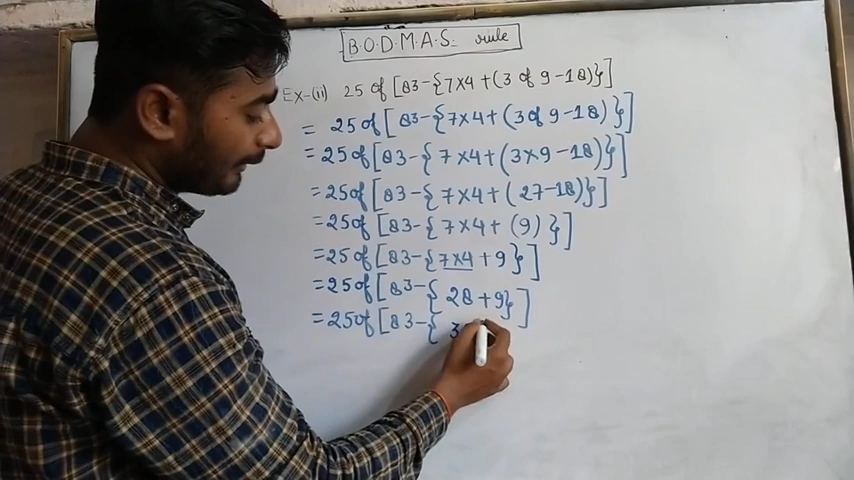 B.O.D.M.A.S. rule
Ex-(ii) 25 of [83-{7×4+(3 of 9-18)}]
= 25 of [83-{7×4+(3 of 9-18)}]
= 25 of [83-{7×4+(3×9-18)}]
= 25 of [83-{7×4+(27-18)}]
= 25 of [83-{7×4+(9)}]
= 25 of [83-{7×4+9}]
= 25 of [83-{28+9}]
= 25 of [83-{3